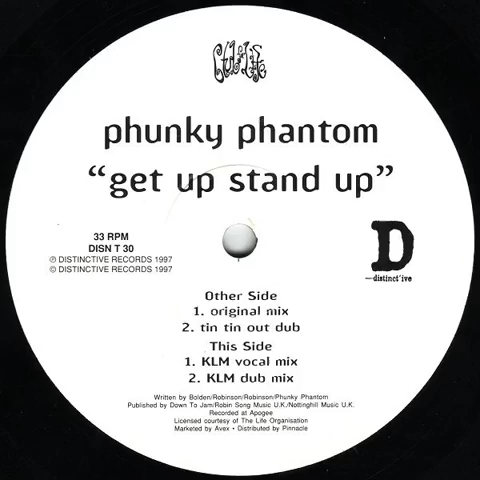 Club 4 Life
phunky phantom
“get up stand up”
33 RPM
DISN T 30
℗ DISTINCTIVE RECORDS 1997
© DISTINCTIVE RECORDS 1997
D
—distinct'ive
Other Side
1. original mix
2. tin tin out dub
This Side
1. KLM vocal mix
2. KLM dub mix
Written by Bolden/Robinson/Robinson/Phunky Phantom
Published by Down To Jam/Robin Song Music U.K./Nottinghill Music U.K.
Recorded at Apogee
Licensed courtesy of The Life Organisation
Marketed by Avex • Distributed by Pinnacle